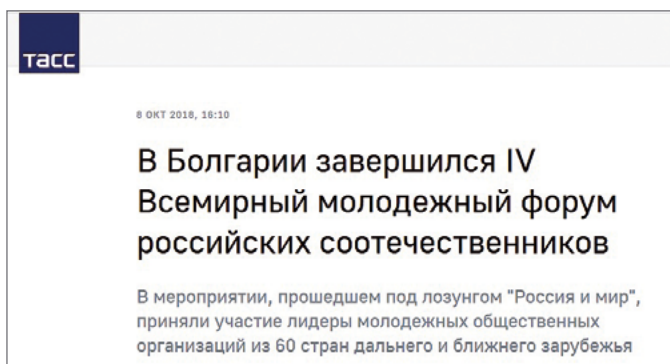 тасс
8 ОКТ 2018, 18:10
В Болгарии завершился IV
Всемирный молодежный форум
российских соотечественников
В мероприятии, прошедшем под лозунгом "Россия и мир",
приняли участие лидеры молодежных общественных
организаций из 60 стран дальнего и ближнего зарубежья